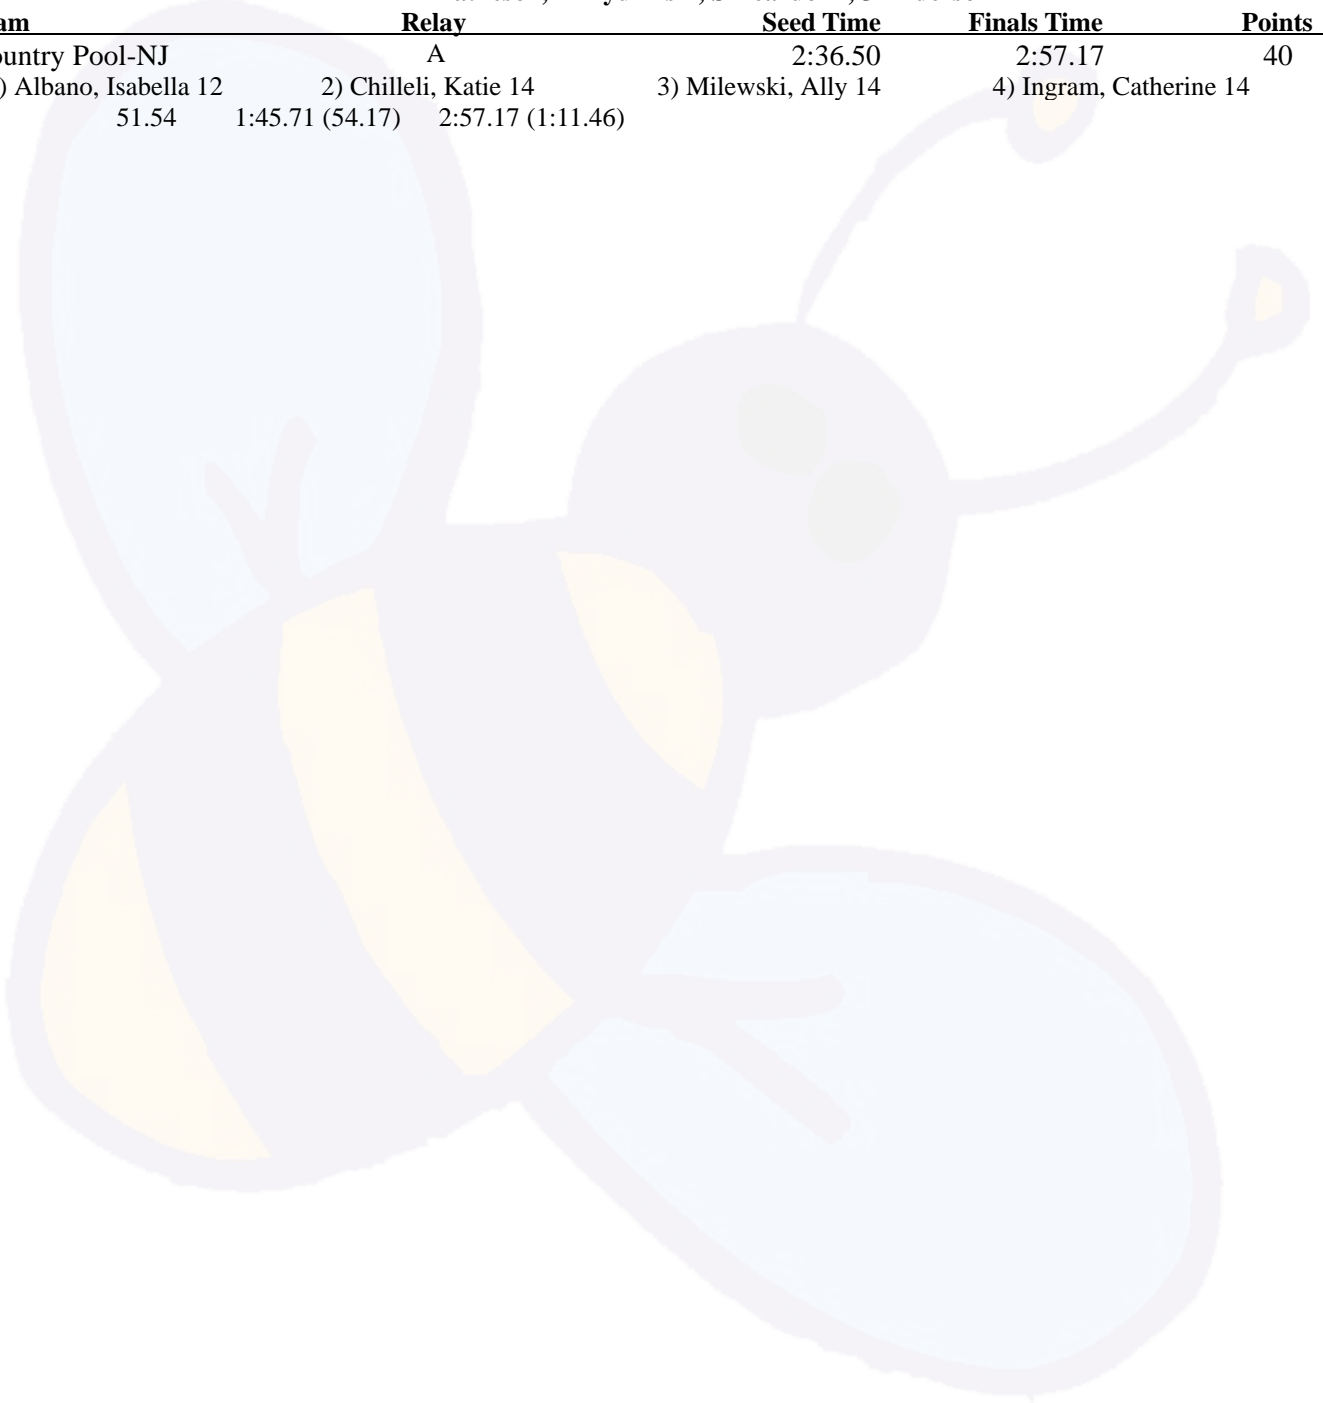 Relay Seed Time Finals Time Points
Pool-NJ A 2:36.50 2:57.17 40
) Albano, Isabella 12 2) Chilleli, Katie 14 3) Milewski, Ally 14 4) Ingram, Catherine 14
51.54 1:45.71 (54.17) 2:57.17 (1:11.46)